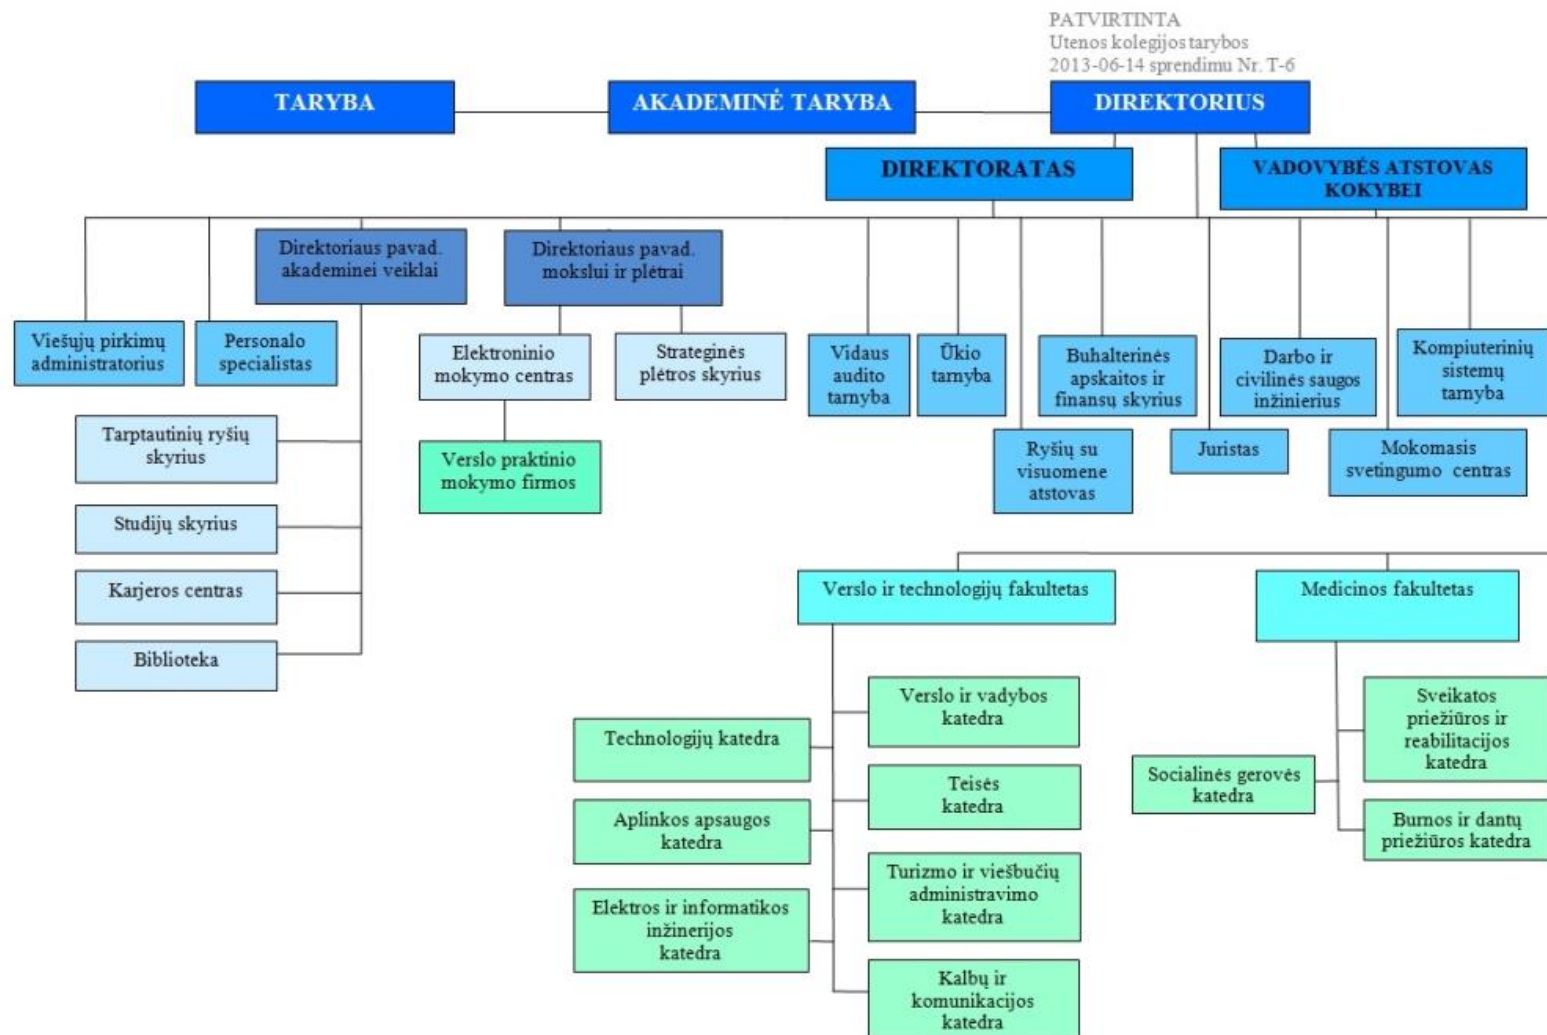 PATVIRTINTA
Utenos kolegijos tarybos
2013-06-14 sprendimu Nr. T-6
TARYBA
AKADEMINĖ TARYBA
DIREKTORIUS
DIREKTORATAS
VADOVYBĖS ATSTOVAS
KOKYBEI
Direktoriaus pavad.
akademinei veiklai
Direktoriaus pavad.
mokslui ir plėtrai
Viešųjų pirkimų
administratorius
Personalo
specialistas
Elektroninio
mokymo centras
Strateginės
plėtros skyrius
Vidaus
audito
tarnyba
Ūkio
tarnyba
Buhalterinės
apskaitos ir
finansų skyrius
Darbo ir
civilinės saugos
inžinierius
Kompiuterinių
sistemų
tarnyba
Tarptautinių ryšių
skyrius
Verslo praktinio
mokymo firmos
Ryšių su
visuomene
atstovas
Juristas
Mokomasis
svetingumo centras
Studijų skyrius
Karjeros centras
Biblioteka
Verslo ir technologijų fakultetas
Medicinos fakultetas
Technologijų katedra
Verslo ir vadybos
katedra
Aplinkos apsaugos
katedra
Teisės
katedra
Elektros ir informatikos
inžinerijos
katedra
Turizmo ir viešbučių
administravimo
katedra
Kalbų ir
komunikacijos
katedra
Socialinės gerovės
katedra
Sveikatos
priežiūros ir
reabilitacijos
katedra
Burnos ir dantų
priežiūros katedra